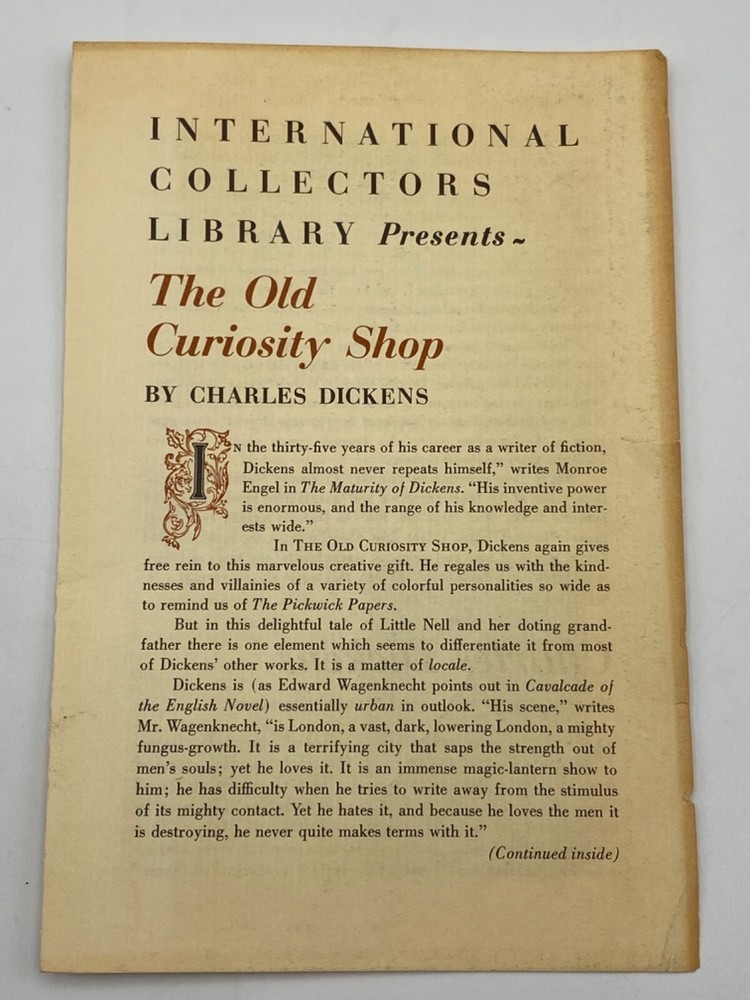 INTERNATIONAL
COLLECTORS
LIBRARY Presents~
The Old
Curiosity Shop
BY CHARLES DICKENS
IN the thirty-five years of his career as a writer of fiction,
Dickens almost never repeats himself,” writes Monroe
Engel in The Maturity of Dickens. “His inventive power
is enormous, and the range of his knowledge and inter-
ests wide.”
In THE OLD CURIOSITY SHOP, Dickens again gives
free rein to this marvelous creative gift. He regales us with the kind-
nesses and villainies of a variety of colorful personalities so wide as
to remind us of The Pickwick Papers.
But in this delightful tale of Little Nell and her doting grand-
father there is one element which seems to differentiate it from most
of Dickens’ other works. It is a matter of locale.
Dickens is (as Edward Wagenknecht points out in Cavalcade of
the English Novel) essentially urban in outlook. “His scene,” writes
Mr. Wagenknecht, “is London, a vast, dark, lowering London, a mighty
fungus-growth. It is a terrifying city that saps the strength out of
men’s souls; yet he loves it. It is an immense magic-lantern show to
him; he has difficulty when he tries to write away from the stimulus
of its mighty contact. Yet he hates it, and because he loves the men it
is destroying, he never quite makes terms with it.”
(Continued inside)